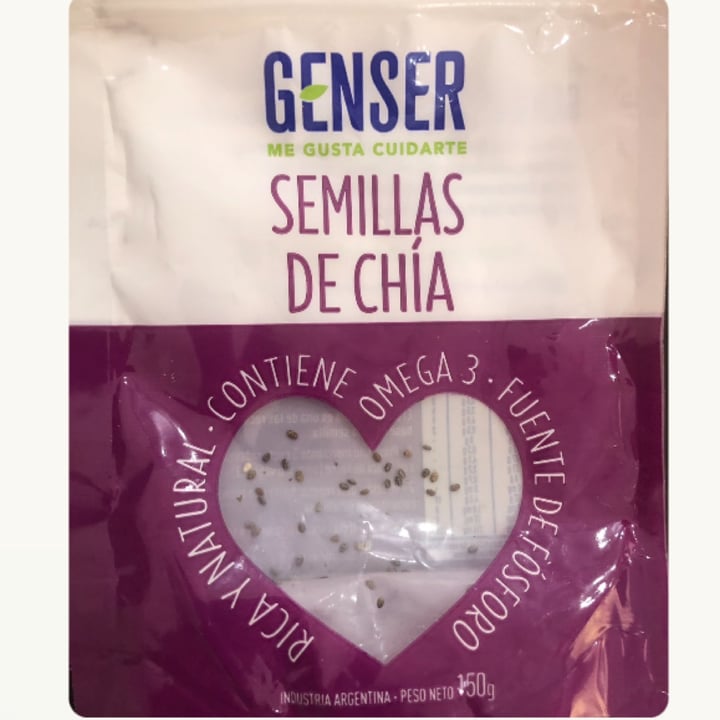 GENSER
ME GUSTA CUIDARTE
SEMILLAS
DE CHÍA
RICA Y NATURAL · CONTIENE OMEGA 3 · FUENTE DE FÓSFORO
INDUSTRIA ARGENTINA · PESO NETO 150g